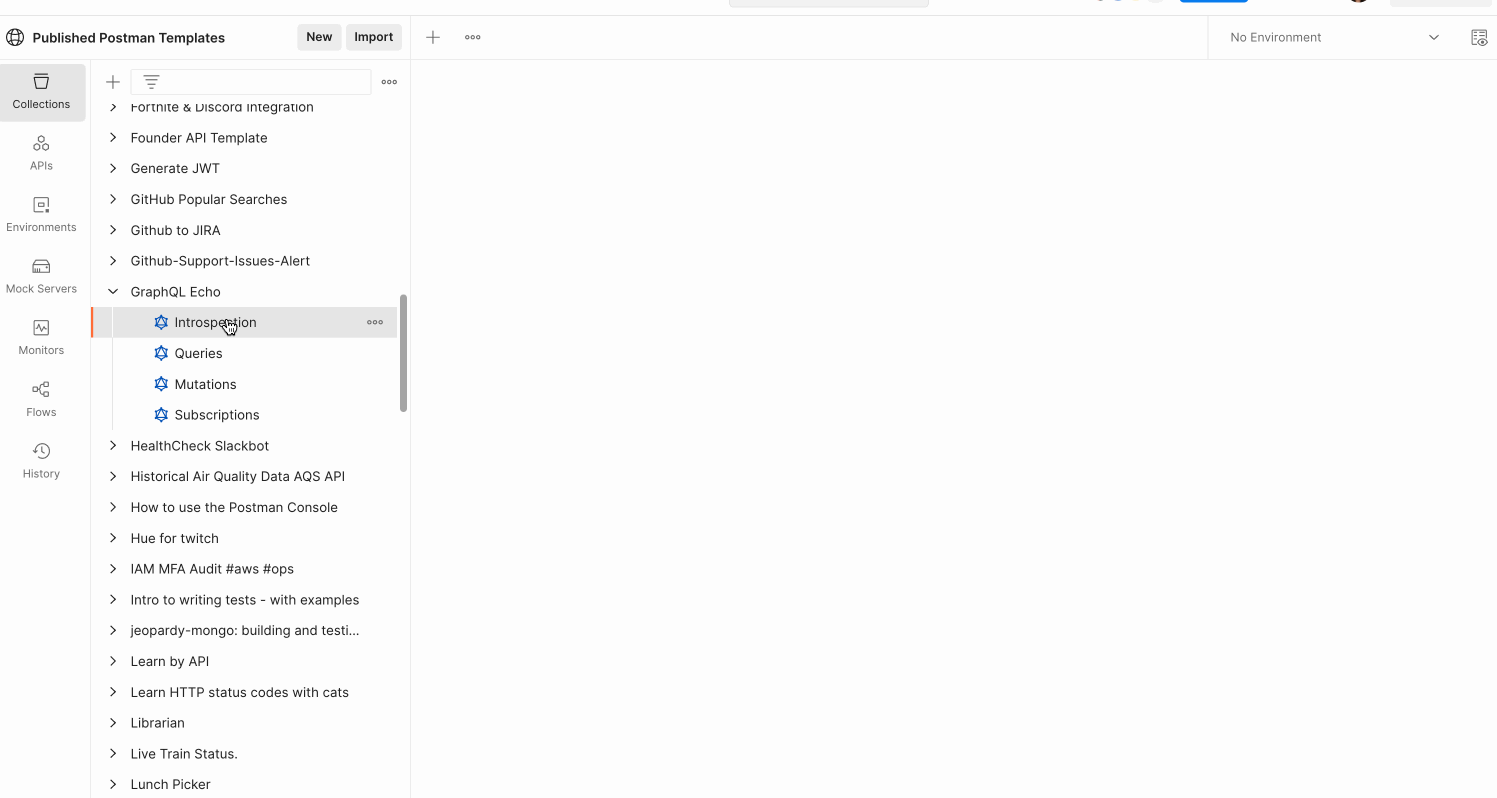 Published Postman Templates
New
Import
No Environment
Collections
APIs
Environments
Mock Servers
Monitors
Flows
History
Fortnite & Discord Integration
Founder API Template
Generate JWT
GitHub Popular Searches
Github to JIRA
Github-Support-Issues-Alert
GraphQL Echo
Introspection
Queries
Mutations
Subscriptions
HealthCheck Slackbot
Historical Air Quality Data AQS API
How to use the Postman Console
Hue for twitch
IAM MFA Audit #aws #ops
Intro to writing tests - with examples
jeopardy-mongo: building and testi...
Learn by API
Learn HTTP status codes with cats
Librarian
Live Train Status.
Lunch Picker